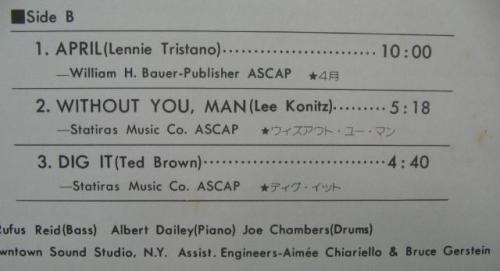 ■Side B
1. APRIL(Lennie Tristano)··························10:00
—William H. Bauer-Publisher ASCAP ★4月
2. WITHOUT YOU, MAN(Lee Konitz)·········5:18
—Statiras Music Co. ASCAP ★ウィズアウト・ユー・マン
3. DIG IT(Ted Brown)····························4:40
—Statiras Music Co. ASCAP ★ディグ・イット
ufus Reid(Bass) Albert Dailey(Piano) Joe Chambers(Drums)
wntown Sound Studio, N.Y. Assist. Engineers-Aimée Chiariello & Bruce Gerstein